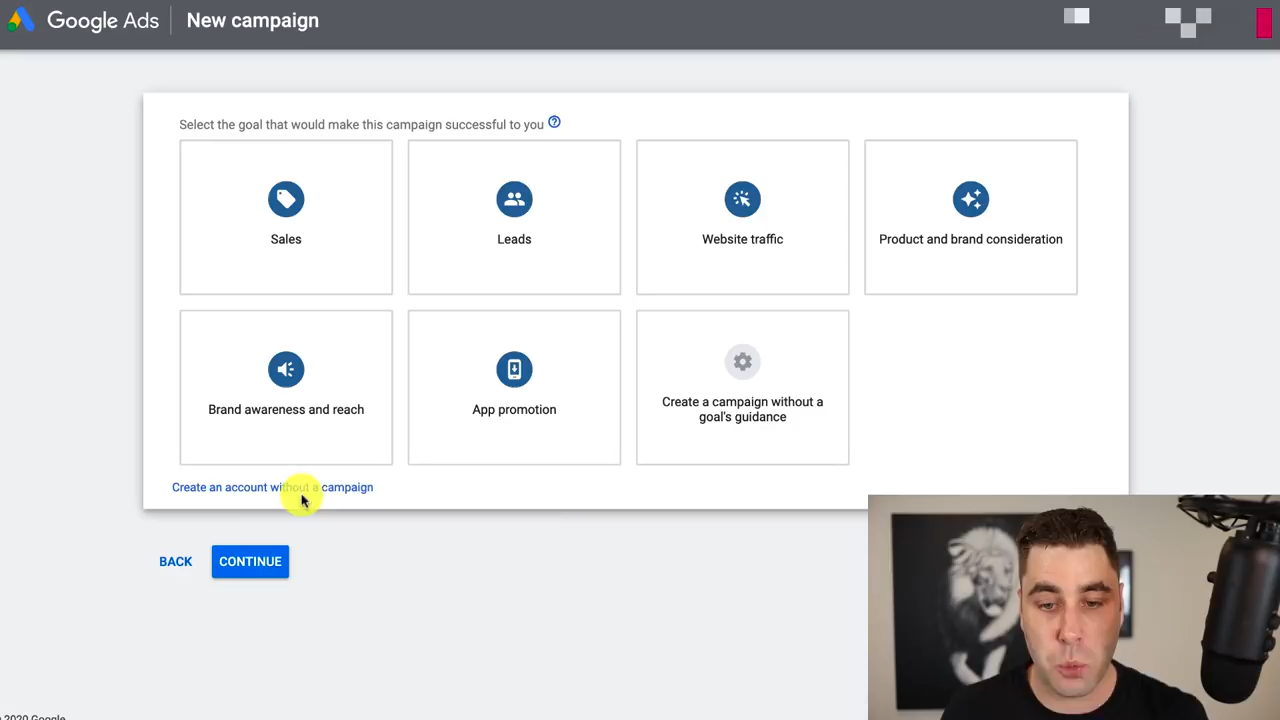 Google Ads
New campaign
Select the goal that would make this campaign successful to you
Sales
Leads
Website traffic
Product and brand consideration
Brand awareness and reach
App promotion
Create a campaign without a
goal's guidance
Create an account without a campaign
BACK
CONTINUE
2020 Google